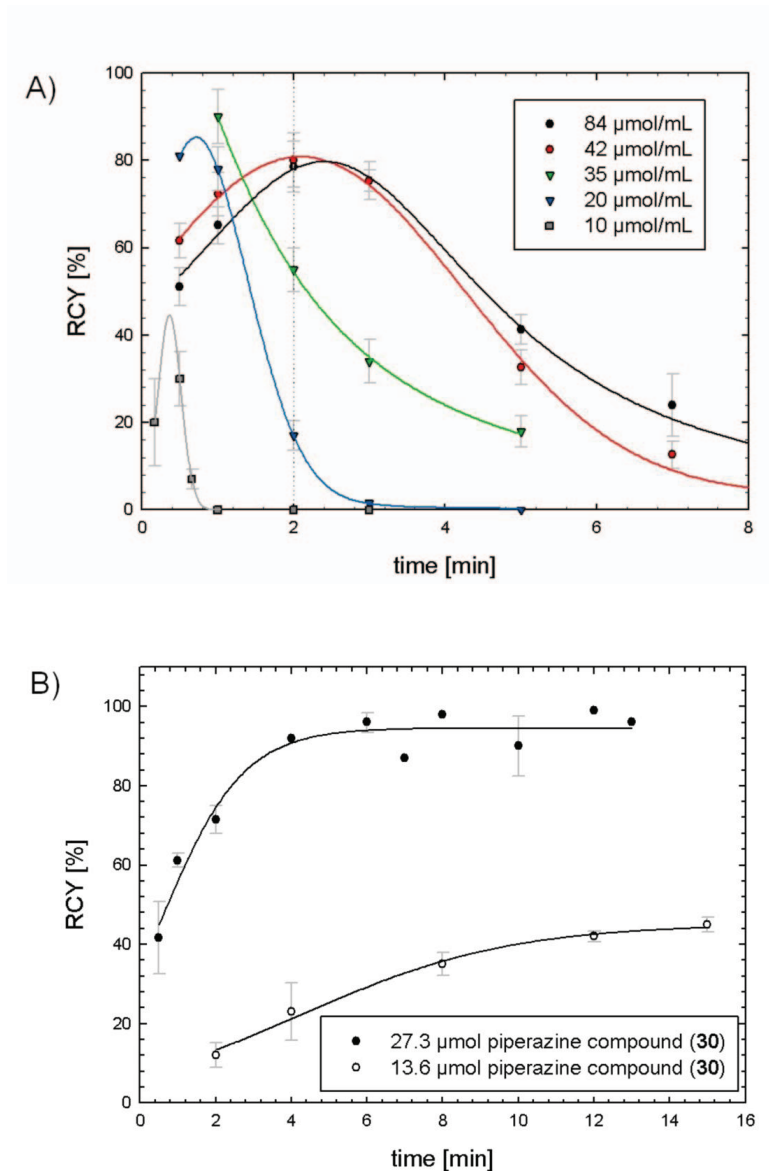 A)
100
80
60
40
20
0
RCY [%]
84 µmol/mL
42 µmol/mL
35 µmol/mL
20 µmol/mL
10 µmol/mL
0 2 4 6 8
time [min]
B)
100
80
60
40
20
0
RCY [%]
27.3 µmol piperazine compound (30)
13.6 µmol piperazine compound (30)
0 2 4 6 8 10 12 14 16
time [min]